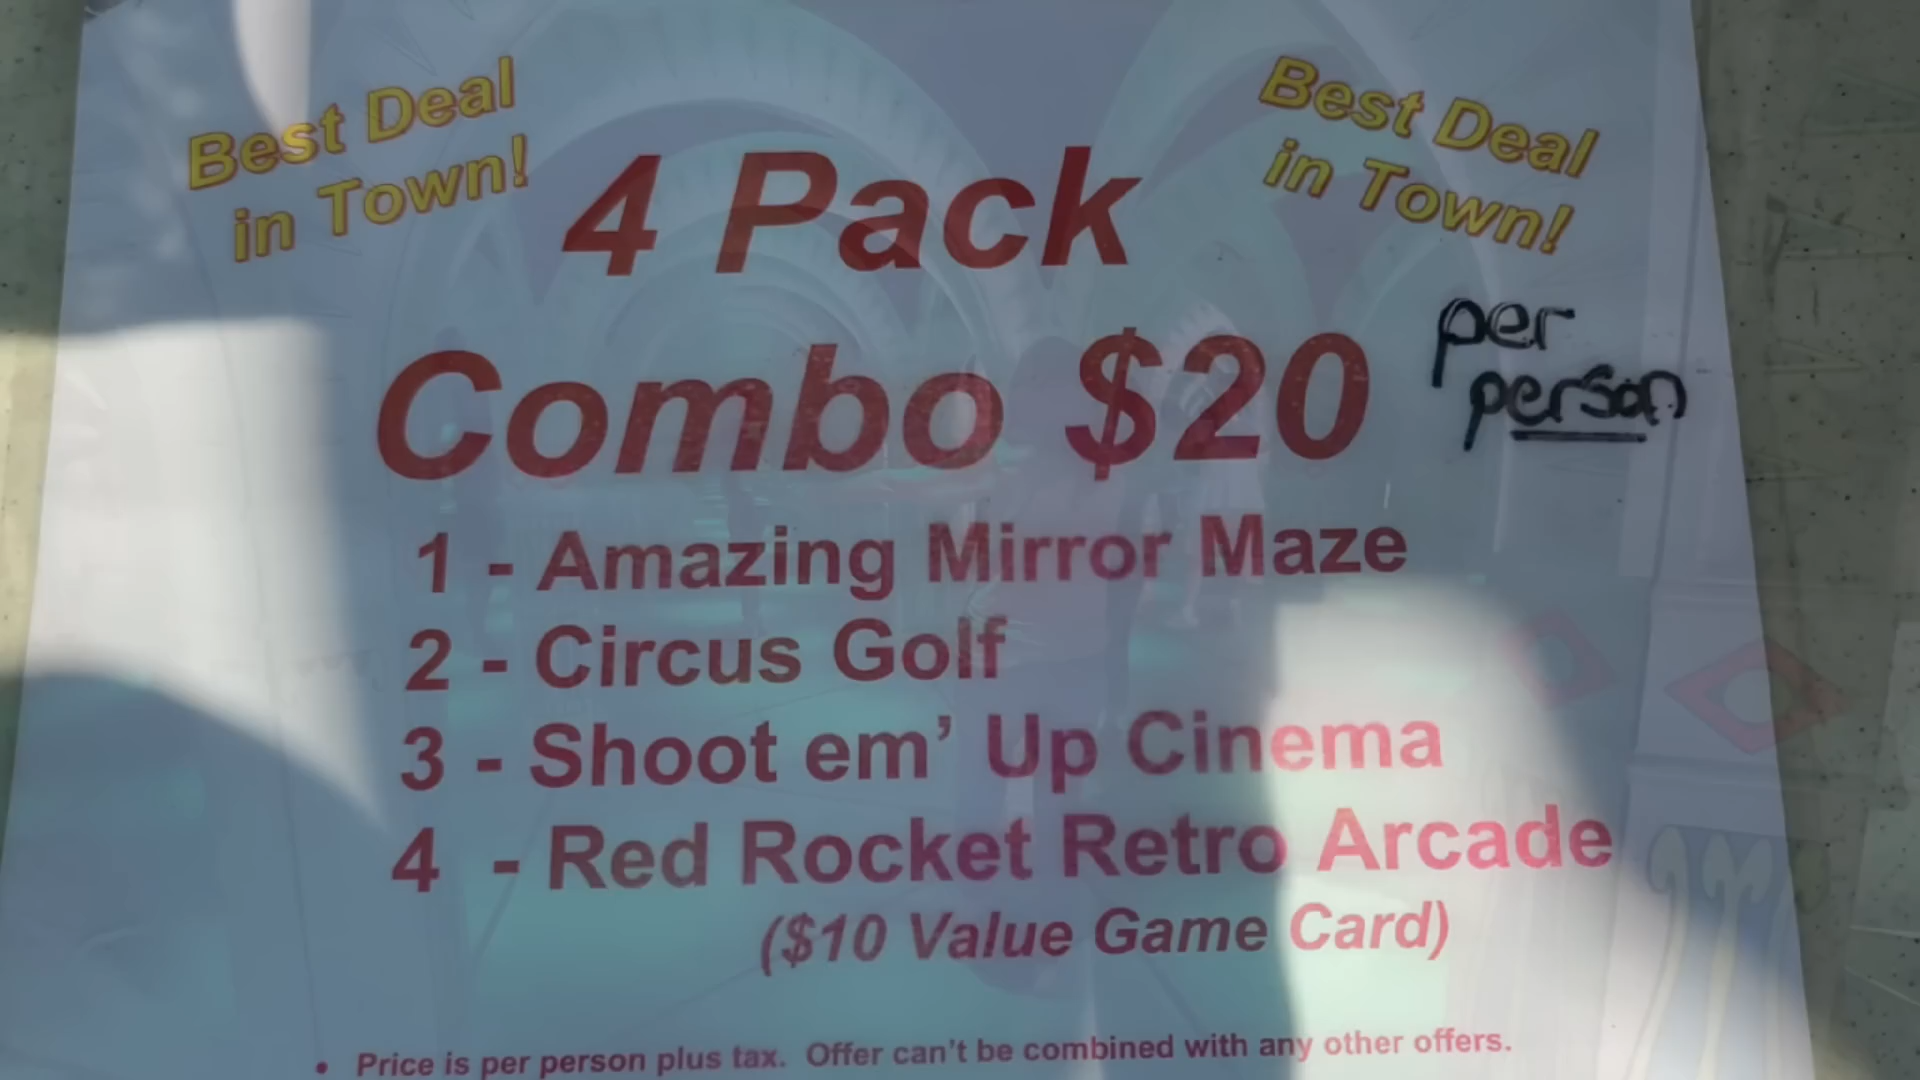 Best Deal
in Town!
Best Deal
in Town!
4 Pack
Combo $20
per
person
1 - Amazing Mirror Maze
2 - Circus Golf
3 - Shoot em’ Up Cinema
4 - Red Rocket Retro Arcade
($10 Value Game Card)
• Price is per person plus tax. Offer can’t be combined with any other offers.